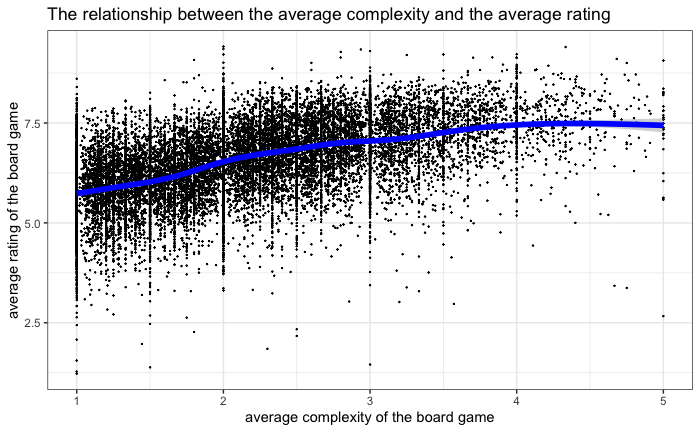 The relationship between the average complexity and the average rating
average rating of the board game
7.5
5.0
2.5
1
2
3
4
5
average complexity of the board game